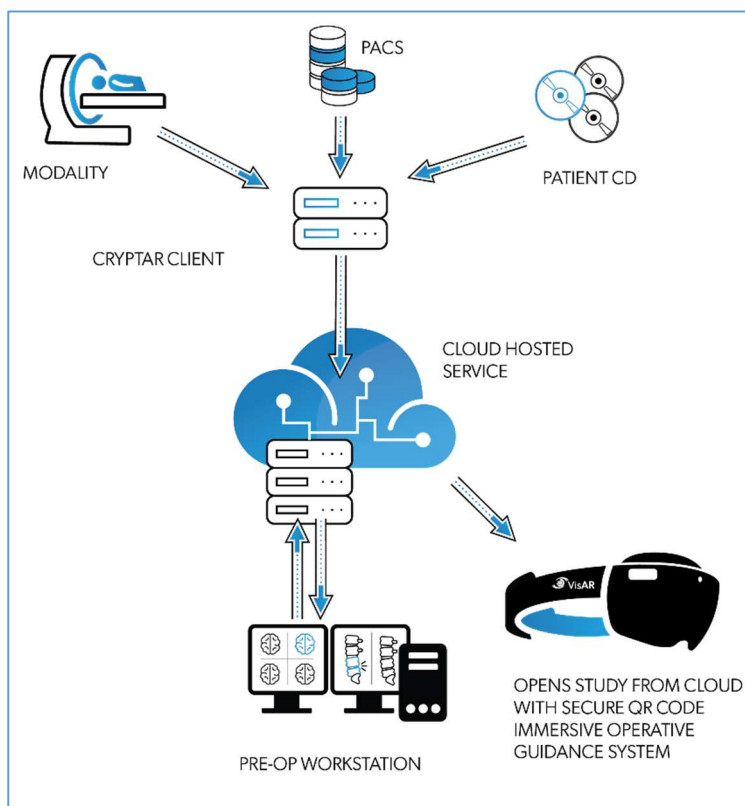 PACS
MODALITY
PATIENT CD
CRYPTAR CLIENT
CLOUD HOSTED
SERVICE
VisAR
OPENS STUDY FROM CLOUD
WITH SECURE QR CODE
IMMERSIVE OPERATIVE
GUIDANCE SYSTEM
PRE-OP WORKSTATION